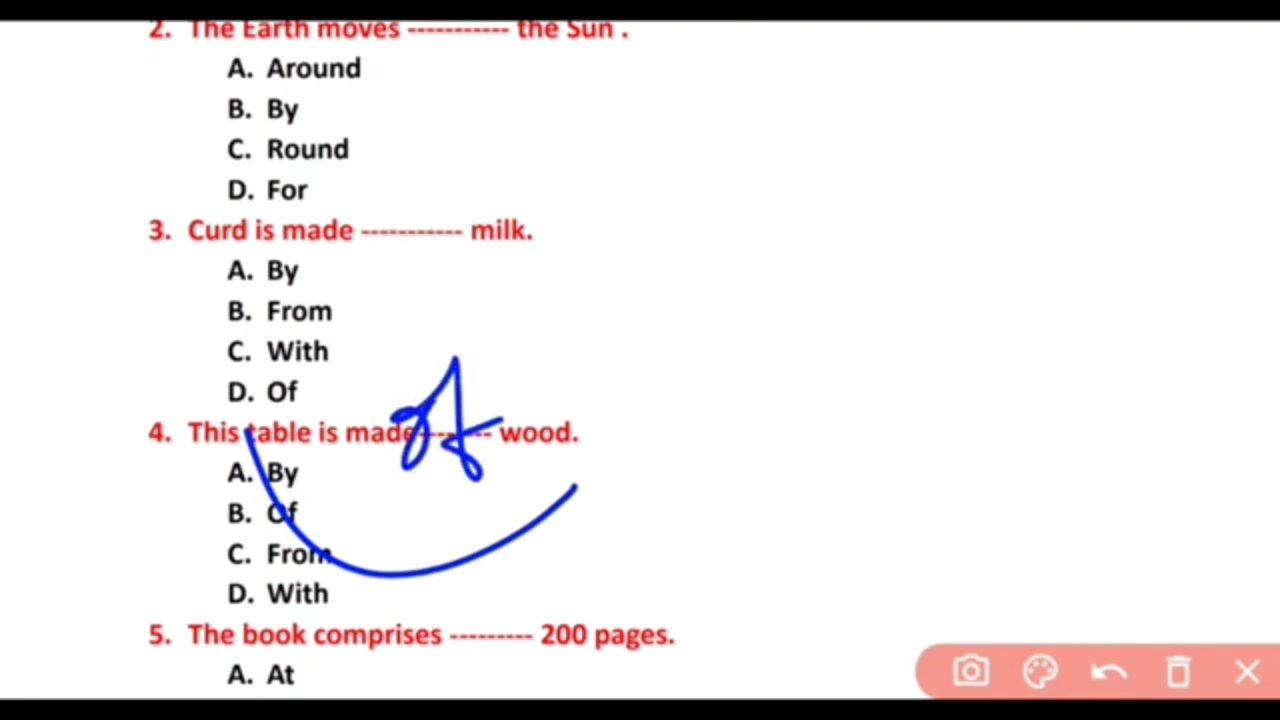 2. The Earth moves ----------- the Sun .
A. Around
B. By
C. Round
D. For
3. Curd is made ----------- milk.
A. By
B. From
C. With
D. Of
4. This table is made -------- wood.
of
A. By
B. Of
C. From
D. With
5. The book comprises --------- 200 pages.
A. At